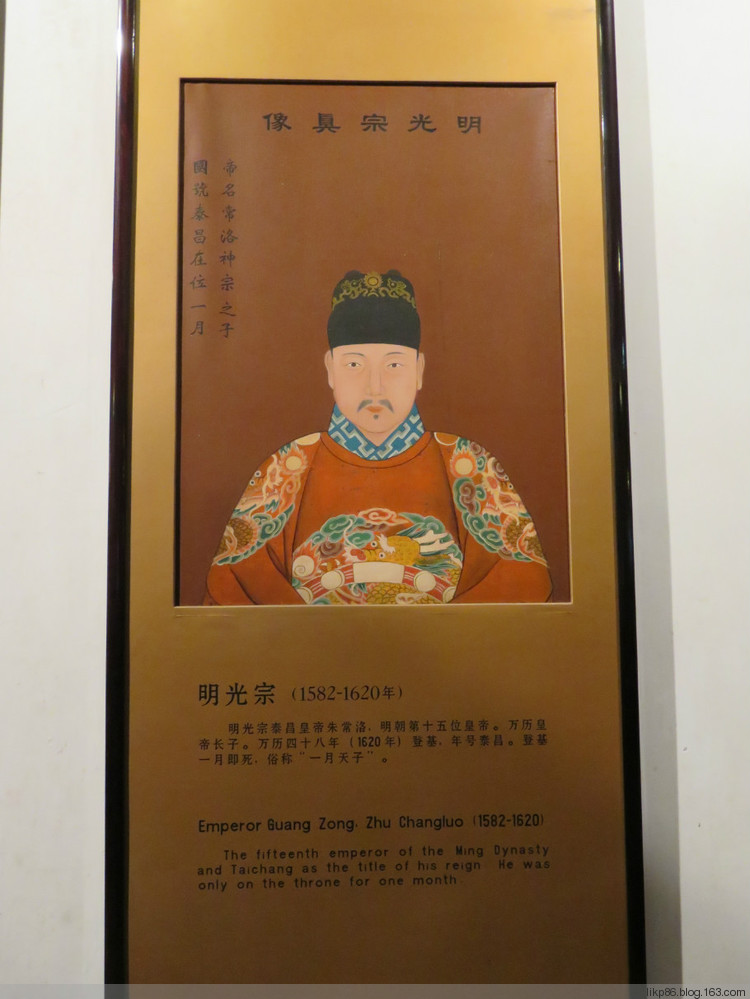 明光宗真像
帝名常洛神宗之子
國號泰昌在位一月
明光宗 (1582-1620年)
明光宗泰昌皇帝朱常洛，明朝第十五位皇帝。万历皇
帝长子。万历四十八年（1620年）登基，年号泰昌。登基
一月即死，俗称“一月天子”。
Emperor Guang Zong, Zhu Changluo (1582-1620)
The fifteenth emperor of the Ming Dynasty
and Taichang as the title of his reign. He was
only on the throne for one month.
likp86.blog.163.com